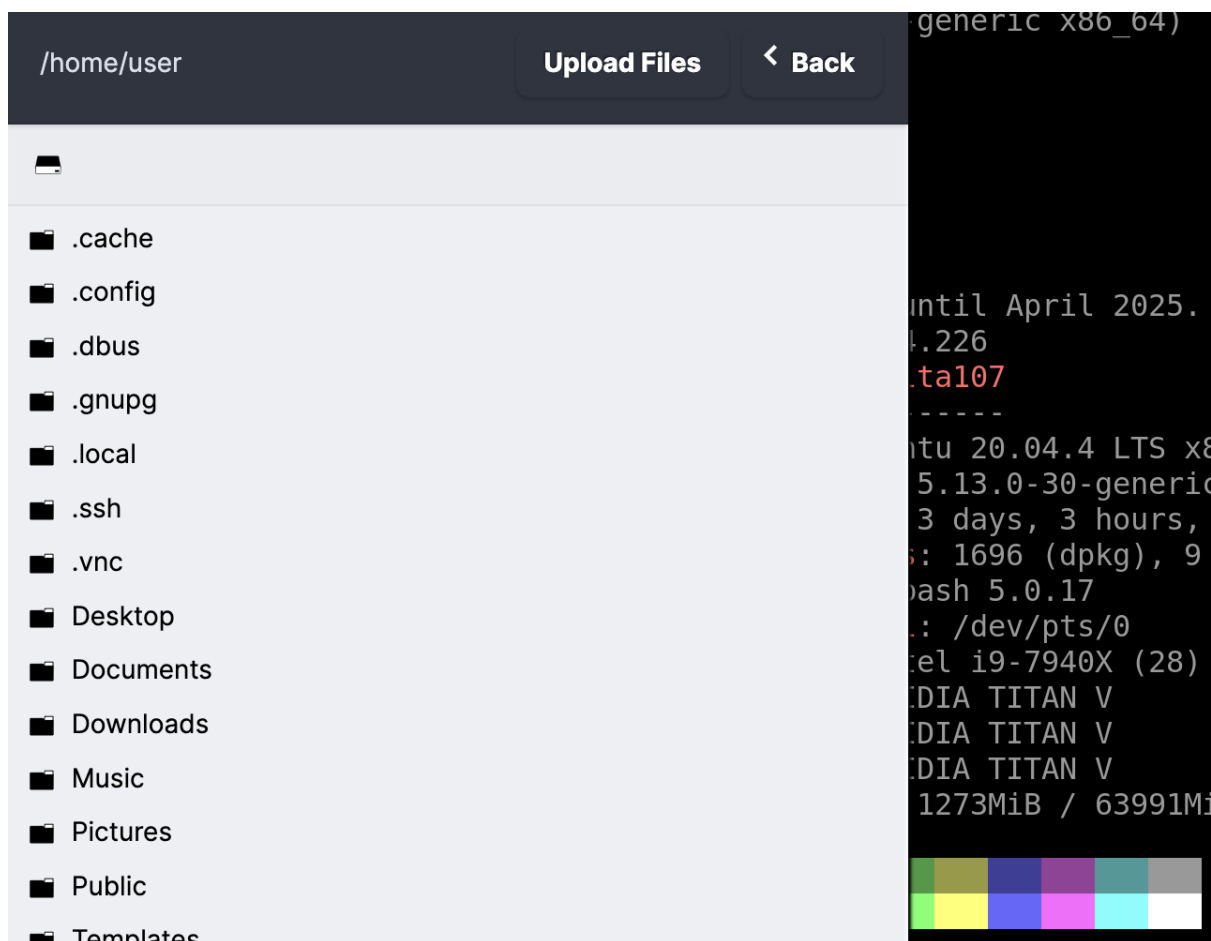 /home/user
Upload Files
Back
.cache
.config
.dbus
.gnupg
.local
.ssh
.vnc
Desktop
Documents
Downloads
Music
Pictures
Public
Templates
generic x86_64)
until April 2025.
4.226
ta107
------
ntu 20.04.4 LTS x8
5.13.0-30-generic
3 days, 3 hours,
s: 1696 (dpkg), 9
bash 5.0.17
: /dev/pts/0
tel i9-7940X (28)
IDIA TITAN V
IDIA TITAN V
IDIA TITAN V
1273MiB / 63991Mi